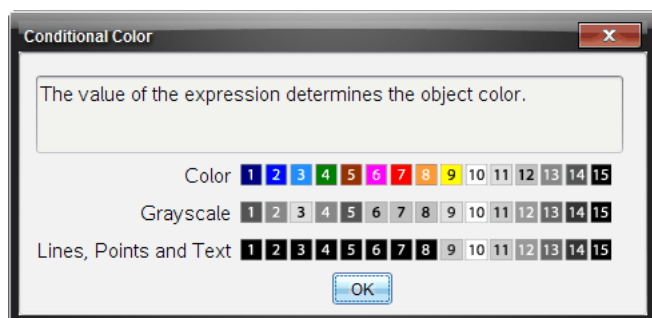 Conditional Color
The value of the expression determines the object color.
Color 1 2 3 4 5 6 7 8 9 10 11 12 13 14 15
Grayscale 1 2 3 4 5 6 7 8 9 10 11 12 13 14 15
Lines, Points and Text 1 2 3 4 5 6 7 8 9 10 11 12 13 14 15
OK